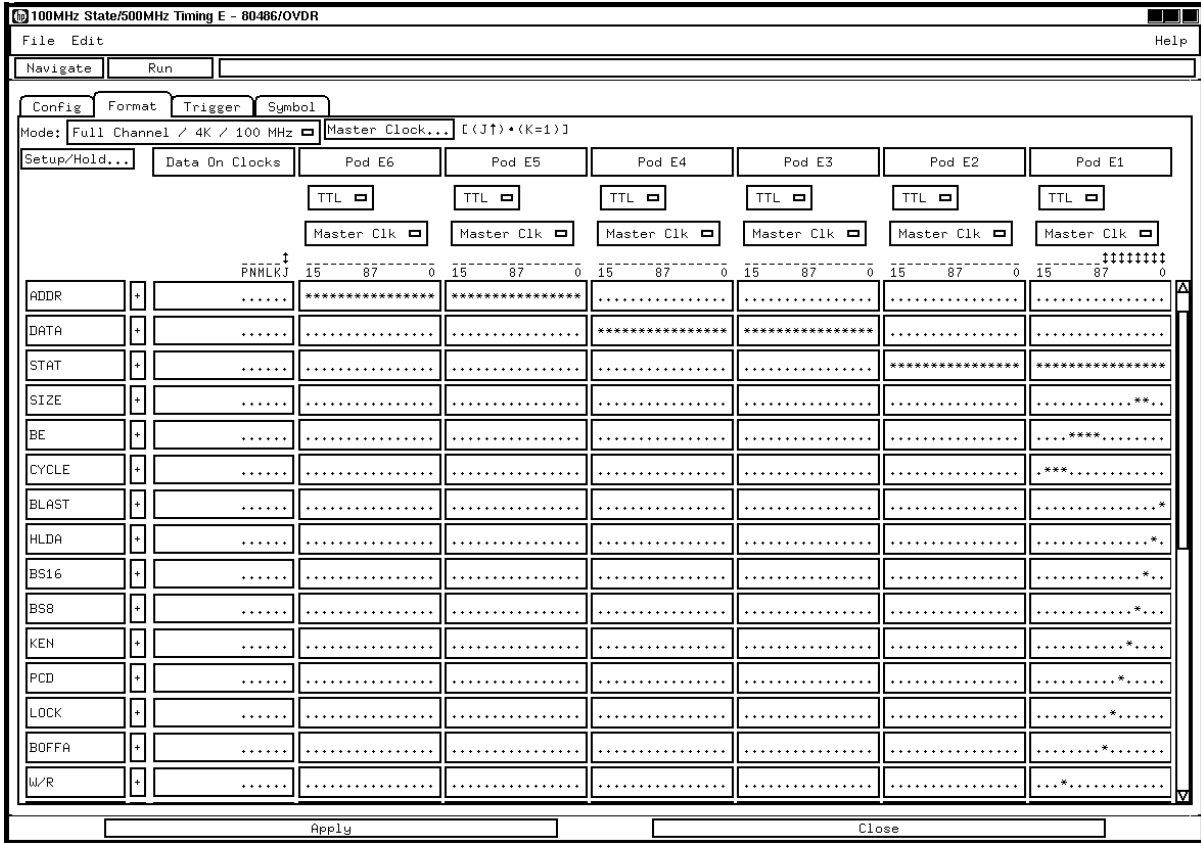 hp 100MHz State/500MHz Timing E - 80486/OVDR
File Edit Help
Navigate Run
Config Format Trigger Symbol
Mode: Full Channel / 4K / 100 MHz Master Clock... [(J↑)•(K=1)]
Setup/Hold... Data On Clocks Pod E6 Pod E5 Pod E4 Pod E3 Pod E2 Pod E1
TTL TTL TTL TTL TTL TTL
Master Clk Master Clk Master Clk Master Clk Master Clk Master Clk
-----↕ ---------------- ---------------- ---------------- ---------------- ---------------- --------↕↕↕↕↕↕↕↕
PNMLKJ 15 87 0 15 87 0 15 87 0 15 87 0 15 87 0 15 87 0
ADDR + ...... **************** **************** ................ ................ ................ ................
DATA + ...... ................ ................ **************** **************** ................ ................
STAT + ...... ................ ................ ................ ................ **************** ****************
SIZE + ...... ................ ................ ................ ................ ................ ............**..
BE + ...... ................ ................ ................ ................ ................ ....****........
CYCLE + ...... ................ ................ ................ ................ ................ .***............
BLAST + ...... ................ ................ ................ ................ ................ ...............*
HLDA + ...... ................ ................ ................ ................ ................ ..............*.
BS16 + ...... ................ ................ ................ ................ ................ .............*..
BS8 + ...... ................ ................ ................ ................ ................ ............*...
KEN + ...... ................ ................ ................ ................ ................ ...........*....
PCD + ...... ................ ................ ................ ................ ................ ..........*.....
LOCK + ...... ................ ................ ................ ................ ................ .........*......
BOFFA + ...... ................ ................ ................ ................ ................ ........*.......
W/R + ...... ................ ................ ................ ................ ................ ...*............
Apply Close